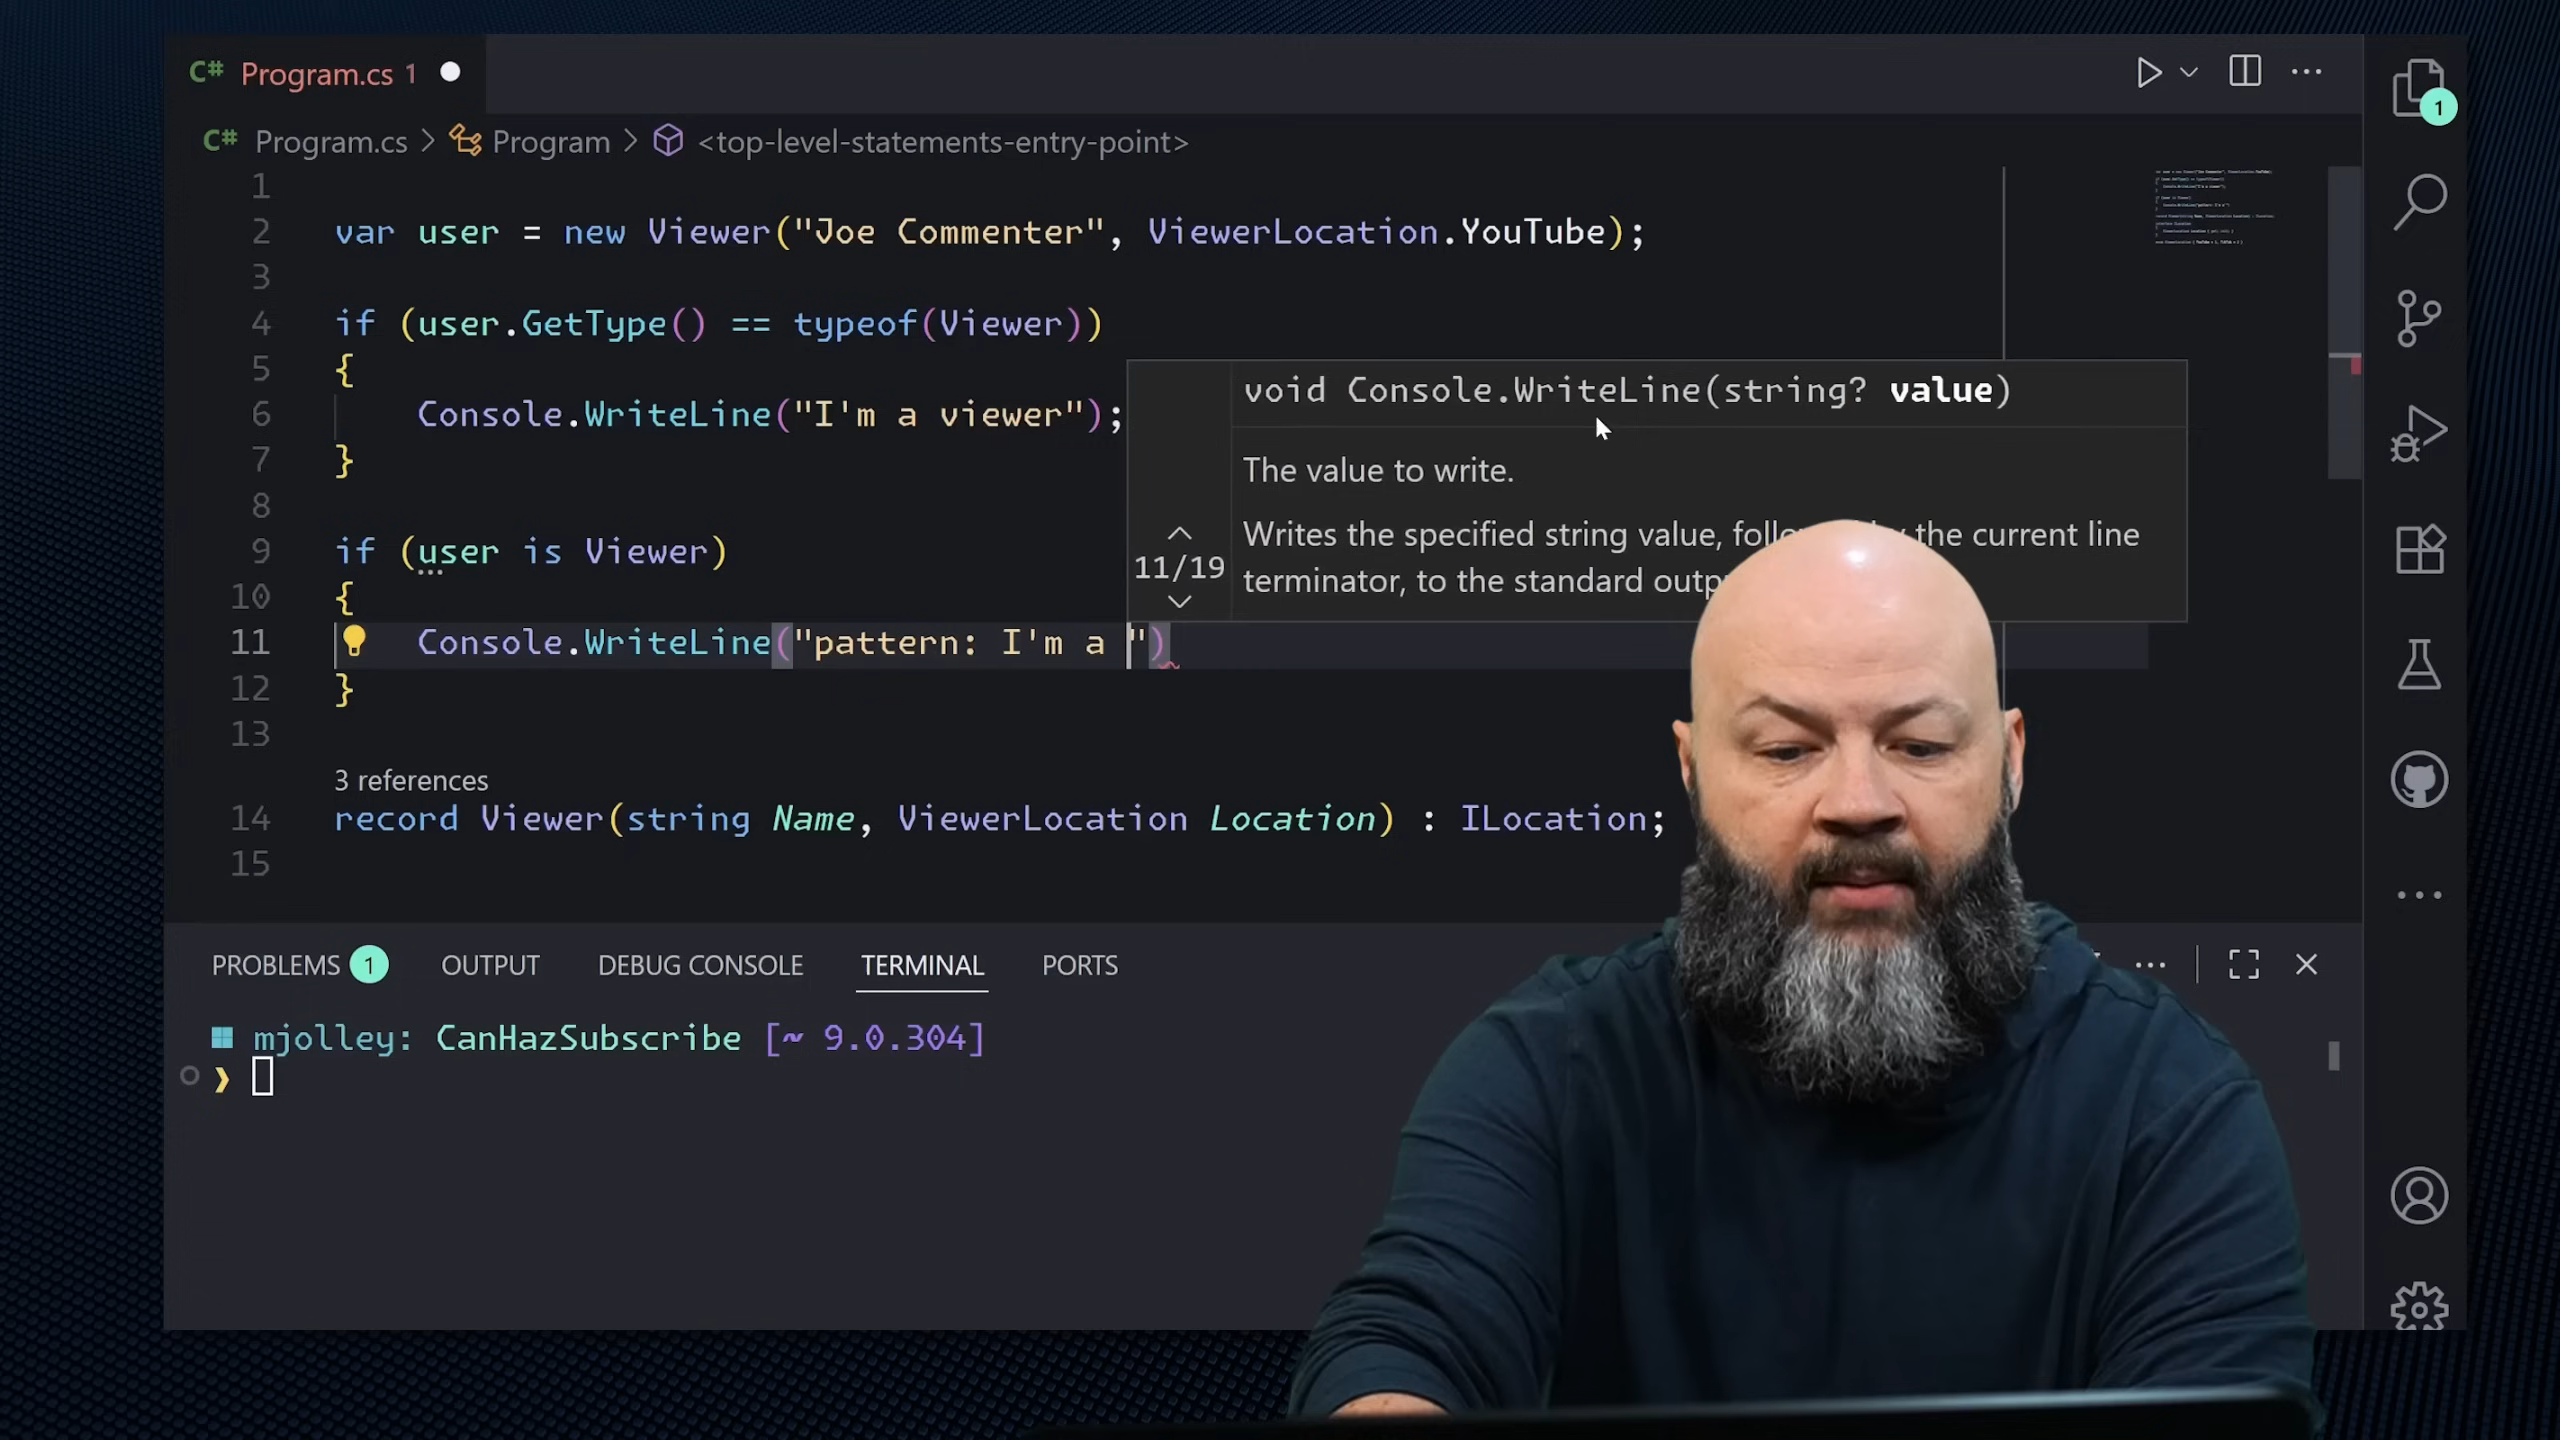 C# Program.cs 1
C# Program.cs > Program > <top-level-statements-entry-point>
1
2 var user = new Viewer("Joe Commenter", ViewerLocation.YouTube);
3
4 if (user.GetType() == typeof(Viewer))
5 {
6 Console.WriteLine("I'm a viewer");
7 }
8
9 if (user is Viewer)
10 {
11 Console.WriteLine("pattern: I'm a ")
12 }
13
3 references
14 record Viewer(string Name, ViewerLocation Location) : ILocation;
15
void Console.WriteLine(string? value)
The value to write.
11/19
Writes the specified string value, the current line
terminator, to the standard
1
PROBLEMS 1 OUTPUT DEBUG CONSOLE TERMINAL PORTS
mjolley: CanHazSubscribe [~ 9.0.304]
❯